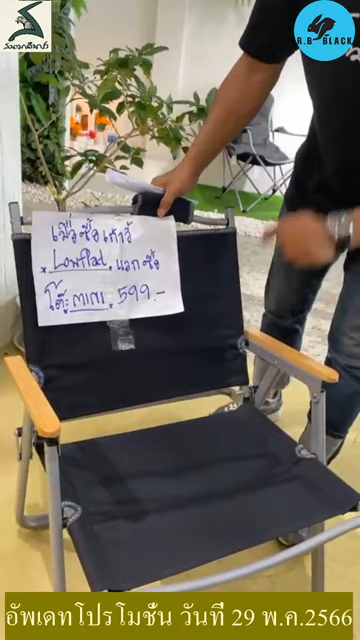 R.B BLACK
เมื่อซื้อเก้าอี้
Lowflad แลกซื้อ
โต๊ะ mini 599.-
อัพเดทโปรโมชั่น วันที่ 29 พ.ค.2566